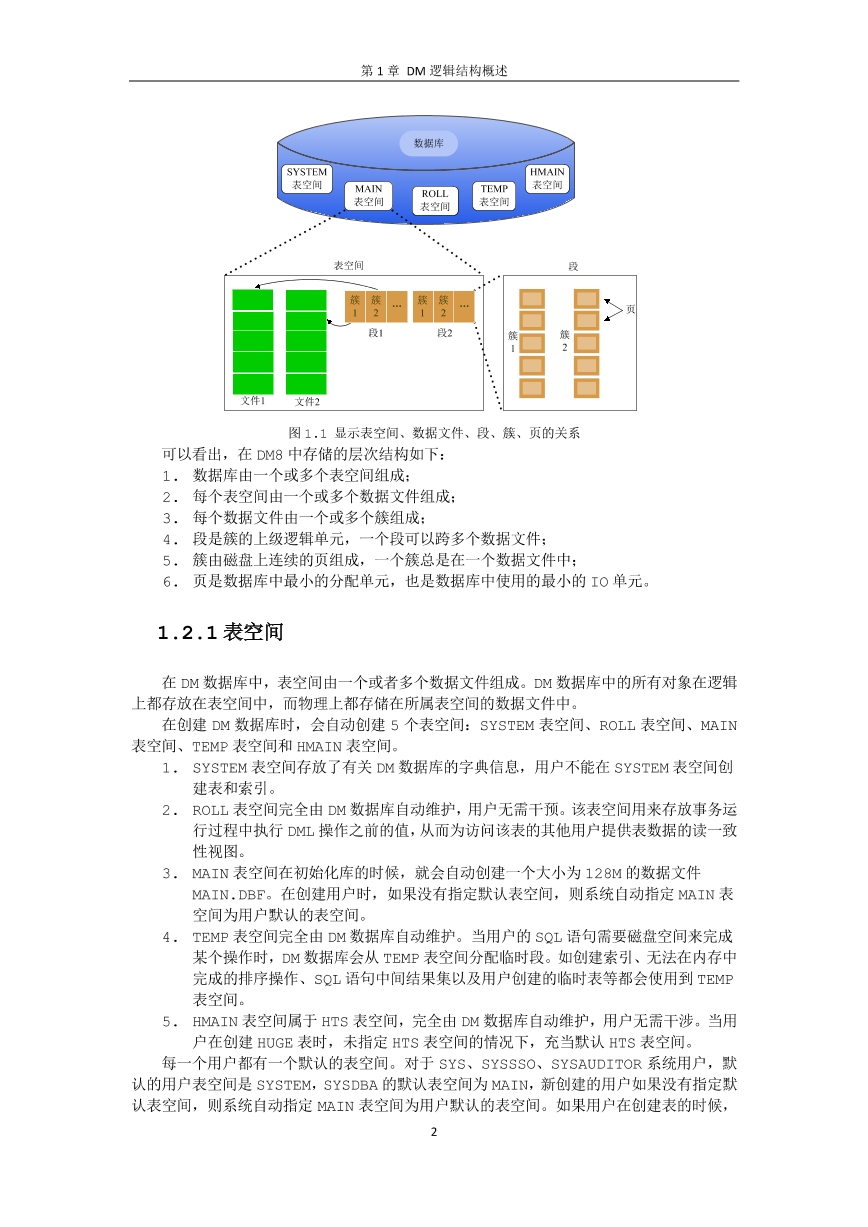 第 1 章 DM 逻辑结构概述
数据库
SYSTEM
表空间
MAIN
表空间
ROLL
表空间
TEMP
表空间
HMAIN
表空间
表空间
段
簇
1
簇
2
...
簇
1
簇
2
...
段1
段2
文件1
文件2
簇
1
簇
2
页
图 1.1 显示表空间、数据文件、段、簇、页的关系
可以看出，在 DM8 中存储的层次结构如下：
1. 数据库由一个或多个表空间组成；
2. 每个表空间由一个或多个数据文件组成；
3. 每个数据文件由一个或多个簇组成；
4. 段是簇的上级逻辑单元，一个段可以跨多个数据文件；
5. 簇由磁盘上连续的页组成，一个簇总是在一个数据文件中；
6. 页是数据库中最小的分配单元，也是数据库中使用的最小的 IO 单元。
1.2.1 表空间
在 DM 数据库中，表空间由一个或者多个数据文件组成。DM 数据库中的所有对象在逻辑
上都存放在表空间中，而物理上都存储在所属表空间的数据文件中。
在创建 DM 数据库时，会自动创建 5 个表空间：SYSTEM 表空间、ROLL 表空间、MAIN
表空间、TEMP 表空间和 HMAIN 表空间。
1. SYSTEM 表空间存放了有关 DM 数据库的字典信息，用户不能在 SYSTEM 表空间创
建表和索引。
2. ROLL 表空间完全由 DM 数据库自动维护，用户无需干预。该表空间用来存放事务运
行过程中执行 DML 操作之前的值，从而为访问该表的其他用户提供表数据的读一致
性视图。
3. MAIN 表空间在初始化库的时候，就会自动创建一个大小为 128M 的数据文件
MAIN.DBF。在创建用户时，如果没有指定默认表空间，则系统自动指定 MAIN 表
空间为用户默认的表空间。
4. TEMP 表空间完全由 DM 数据库自动维护。当用户的 SQL 语句需要磁盘空间来完成
某个操作时，DM 数据库会从 TEMP 表空间分配临时段。如创建索引、无法在内存中
完成的排序操作、SQL 语句中间结果集以及用户创建的临时表等都会使用到 TEMP
表空间。
5. HMAIN 表空间属于 HTS 表空间，完全由 DM 数据库自动维护，用户无需干涉。当用
户在创建 HUGE 表时，未指定 HTS 表空间的情况下，充当默认 HTS 表空间。
每一个用户都有一个默认的表空间。对于 SYS、SYSSSO、SYSAUDITOR 系统用户，默
认的用户表空间是 SYSTEM，SYSDBA 的默认表空间为 MAIN，新创建的用户如果没有指定默
认表空间，则系统自动指定 MAIN 表空间为用户默认的表空间。如果用户在创建表的时候，
2